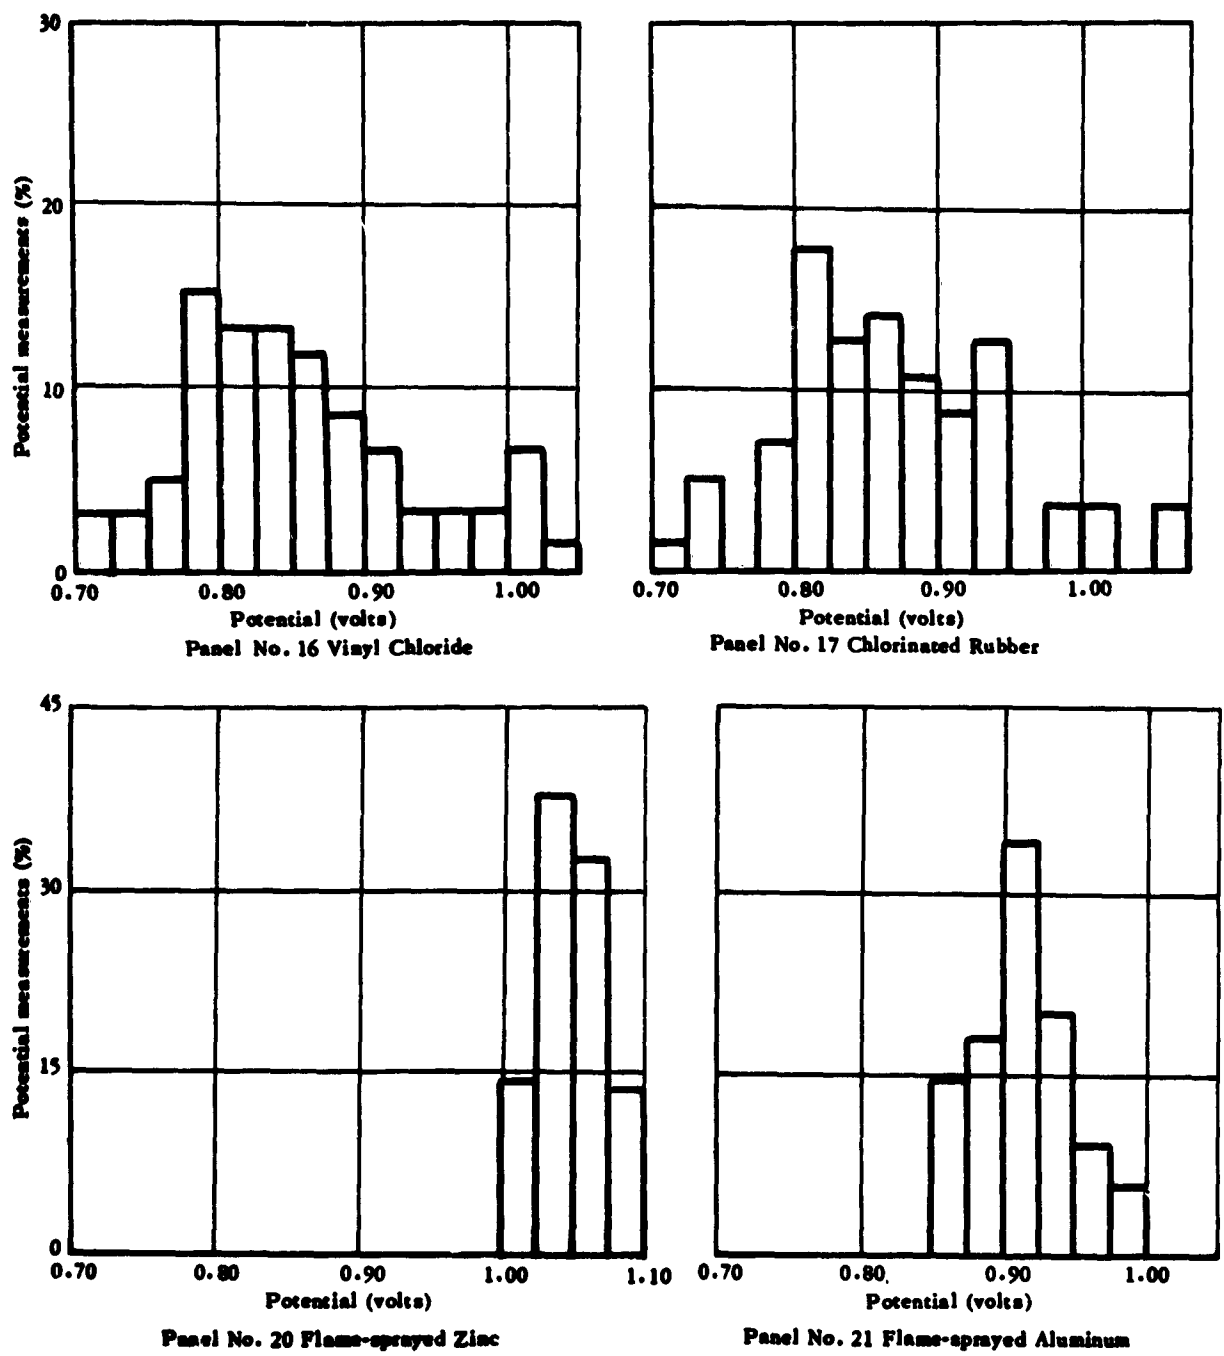 30
20
10
0
Potential measurements (%)
0.70 0.80 0.90 1.00
Potential (volts)
Panel No. 16 Vinyl Chloride
0.70 0.80 0.90 1.00
Potential (volts)
Panel No. 17 Chlorinated Rubber
45
30
15
0
Potential measurements (%)
0.70 0.80 0.90 1.00 1.10
Potential (volts)
Panel No. 20 Flame-sprayed Zinc
0.70 0.80 0.90 1.00
Potential (volts)
Panel No. 21 Flame-sprayed Aluminum